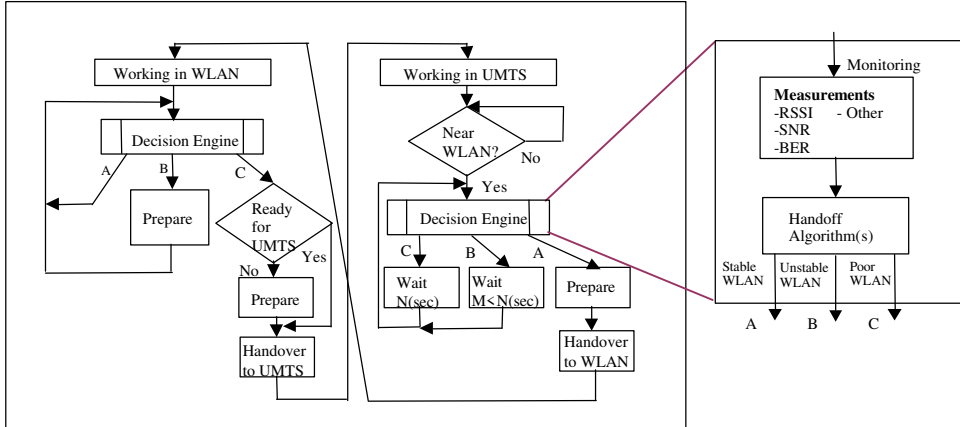 Working in WLAN
Decision Engine
A
B
C
Prepare
Ready
for
UMTS
No
Yes
Prepare
Handover
to UMTS
Working in UMTS
Near
WLAN?
No
Yes
Decision Engine
C
B
A
Wait
N(sec)
Wait
M<N(sec)
Prepare
Handover
to WLAN
Monitoring
Measurements
-RSSI - Other
-SNR
-BER
Handoff
Algorithm(s)
Stable
WLAN
Unstable
WLAN
Poor
WLAN
A
B
C